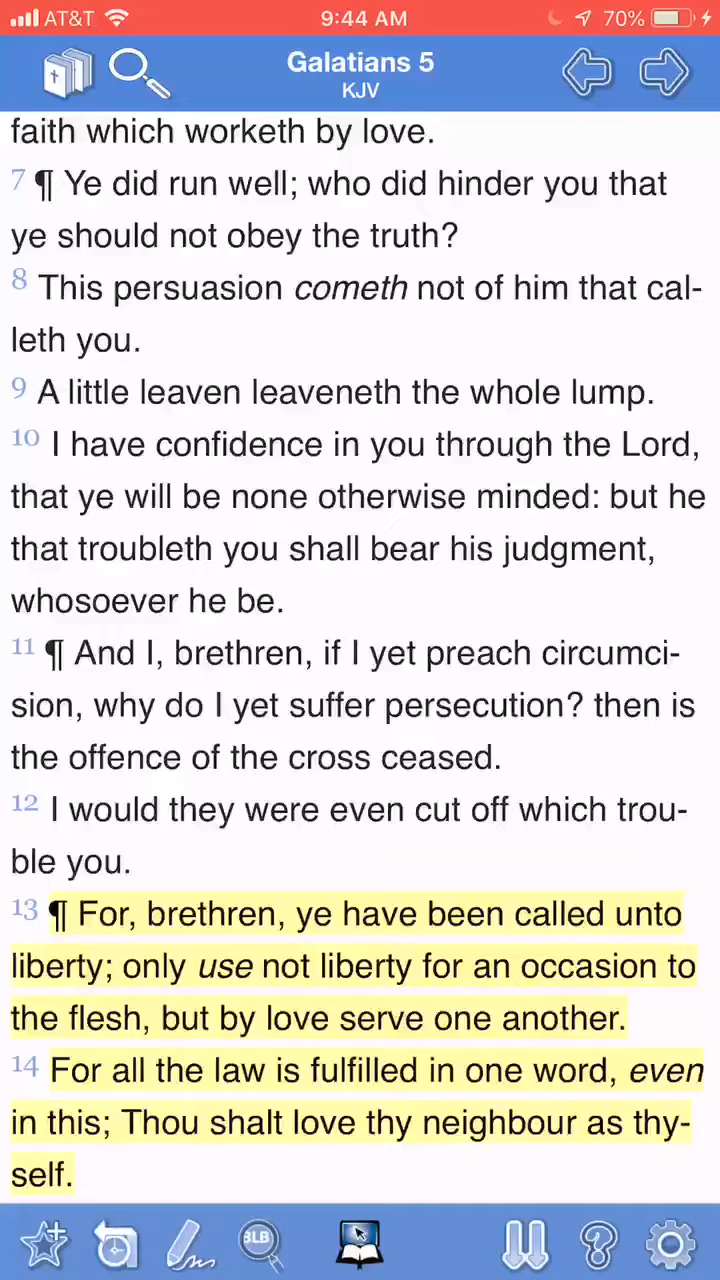 AT&T 9:44 AM 70%
Galatians 5
KJV
faith which worketh by love.
7 ¶ Ye did run well; who did hinder you that
ye should not obey the truth?
8 This persuasion cometh not of him that cal-
leth you.
9 A little leaven leaveneth the whole lump.
10 I have confidence in you through the Lord,
that ye will be none otherwise minded: but he
that troubleth you shall bear his judgment,
whosoever he be.
11 ¶ And I, brethren, if I yet preach circumci-
sion, why do I yet suffer persecution? then is
the offence of the cross ceased.
12 I would they were even cut off which trou-
ble you.
13 ¶ For, brethren, ye have been called unto
liberty; only use not liberty for an occasion to
the flesh, but by love serve one another.
14 For all the law is fulfilled in one word, even
in this; Thou shalt love thy neighbour as thy-
self.
BLB